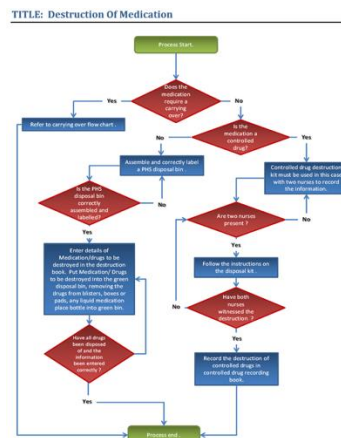 TITLE: Destruction Of Medication
Process Start.
Does the
medication
require a
carrying
over?
Yes
No
Refer to carrying over flow chart .
Is the
medication a
controlled
drug?
No
Yes
Assemble and correctly label
a PHS disposal bin .
Controlled drug destruction
kit must be used in this case
with two nurses to record
the information.
Is the PHS
disposal bin
correctly
assembled and
labelled?
No
Are two nurses
present ?
No
Yes
Yes
Enter details of
Medication/drugs to be
destroyed in the destruction
book. Put Medication/ Drugs
to be destroyed into the green
disposal bin, removing the
drugs from blisters, boxes or
pads, any liquid medication
place bottle into green bin.
Follow the instructions on
the disposal kit .
Have both
nurses
witnessed the
destruction. ?
No
Yes
Have all drugs
been disposed
of and the
information
been entered
correctly ?
Record the destruction of
controlled drugs in
controlled drug recording
book.
Yes
Process end .